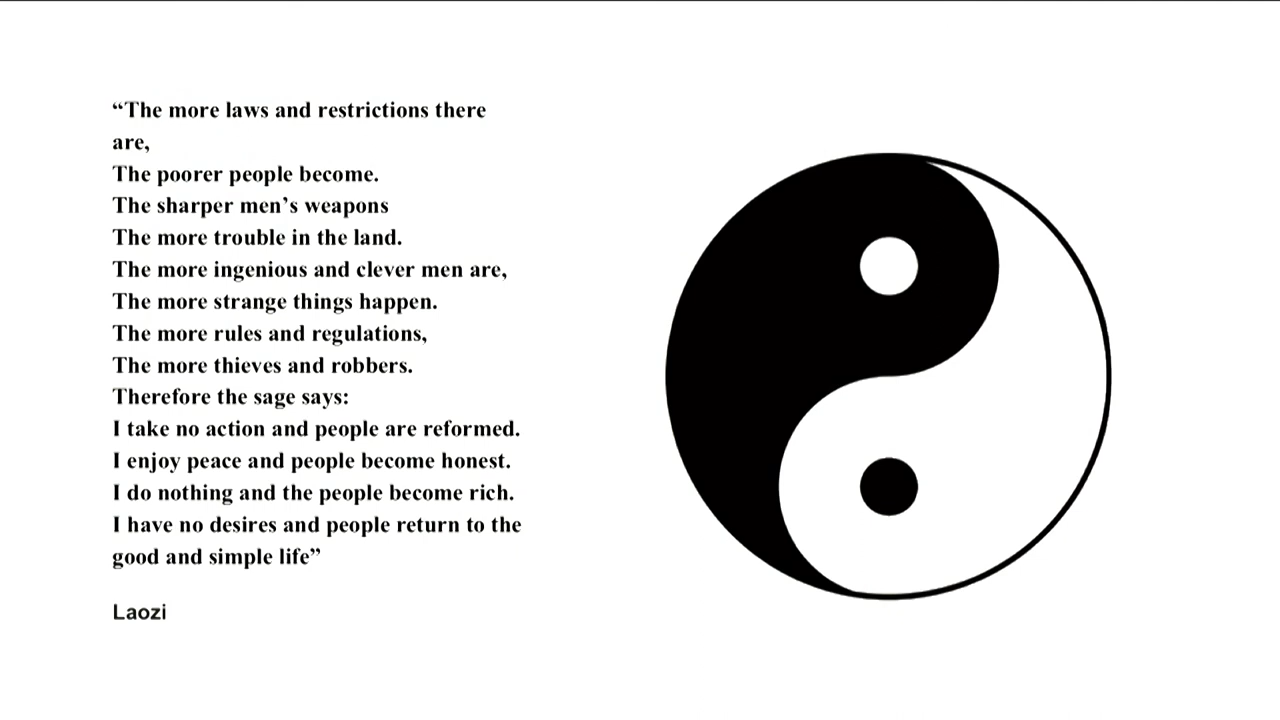 “The more laws and restrictions there
are,
The poorer people become.
The sharper men’s weapons
The more trouble in the land.
The more ingenious and clever men are,
The more strange things happen.
The more rules and regulations,
The more thieves and robbers.
Therefore the sage says:
I take no action and people are reformed.
I enjoy peace and people become honest.
I do nothing and the people become rich.
I have no desires and people return to the
good and simple life”
Laozi